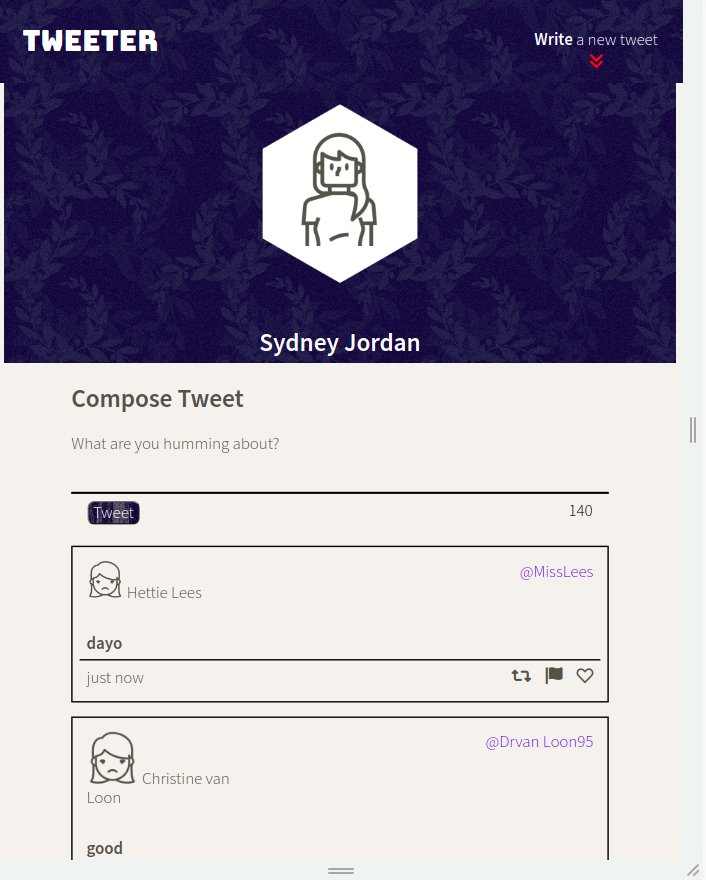 TWEETER
Write a new tweet
Sydney Jordan
Compose Tweet
What are you humming about?
Tweet
140
@MissLees
Hettie Lees
dayo
just now
@Drvan Loon95
Christine van
Loon
good